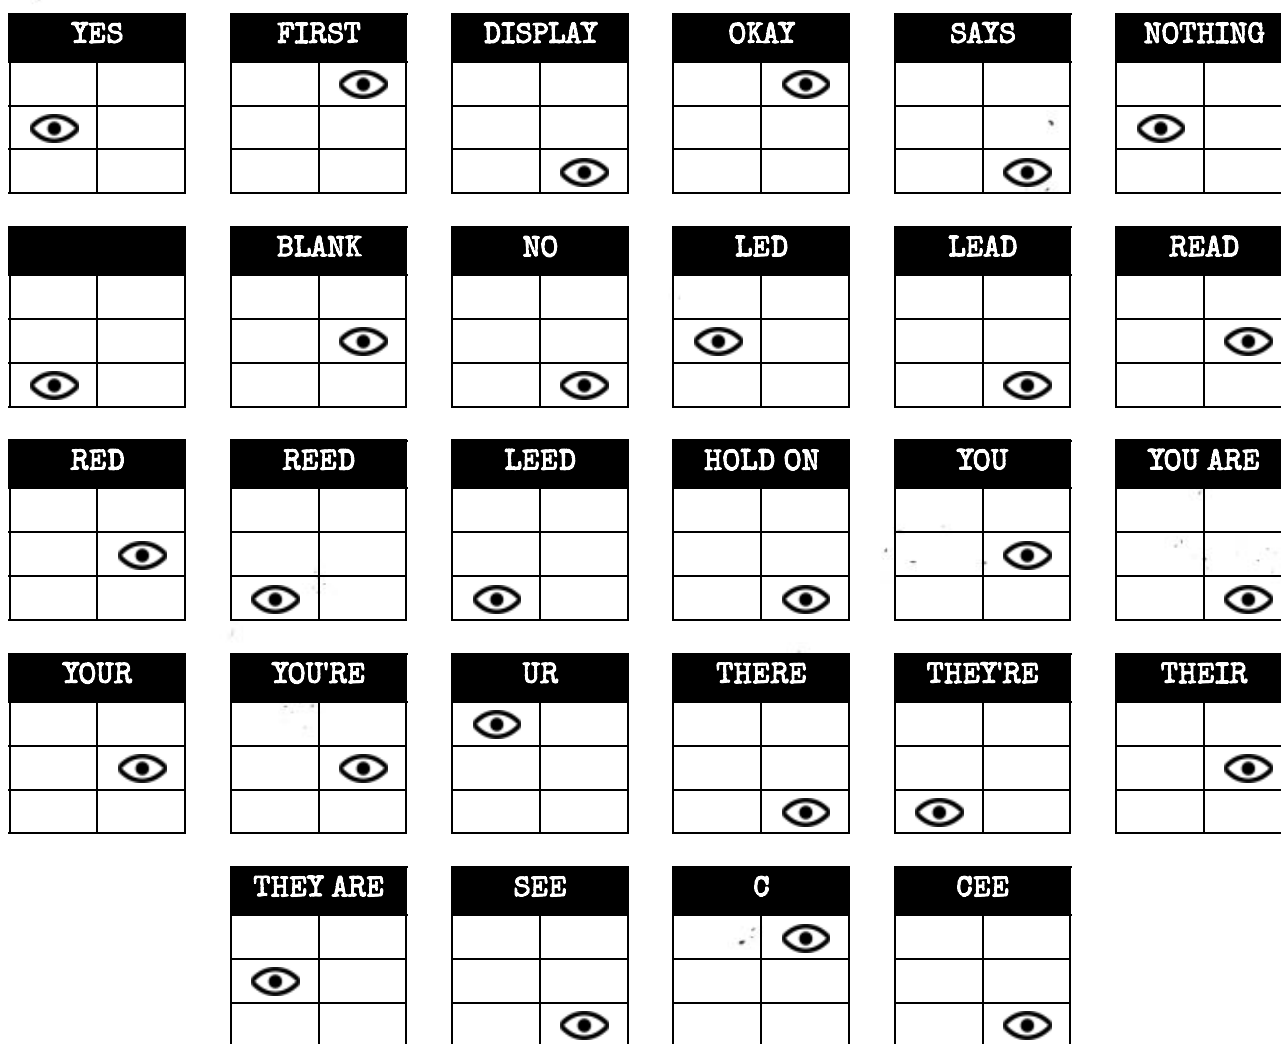 YES FIRST DISPLAY OKAY SAYS NOTHING
BLANK NO LED LEAD READ
RED REED LEED HOLD ON YOU YOU ARE
YOUR YOU'RE UR THERE THEY'RE THEIR
THEY ARE SEE C CEE